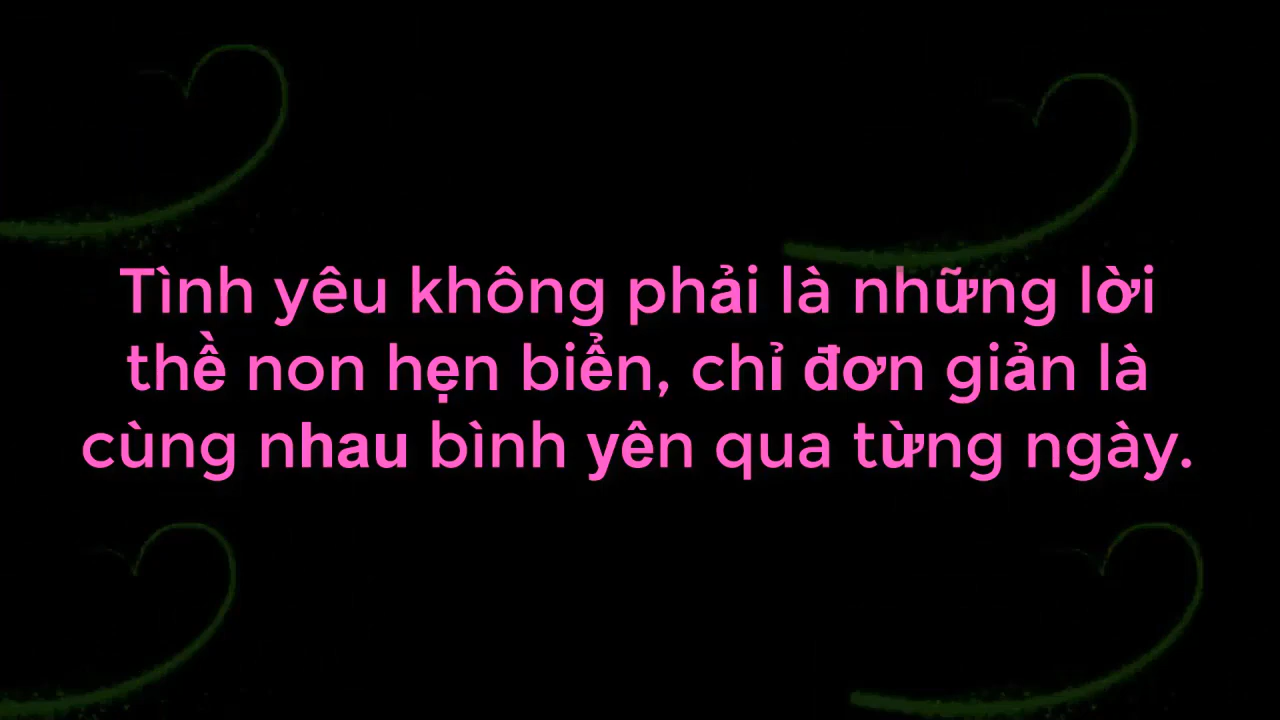 Tình yêu không phải là những lời
thề non hẹn biển, chỉ đơn giản là
cùng nhau bình yên qua từng ngày.